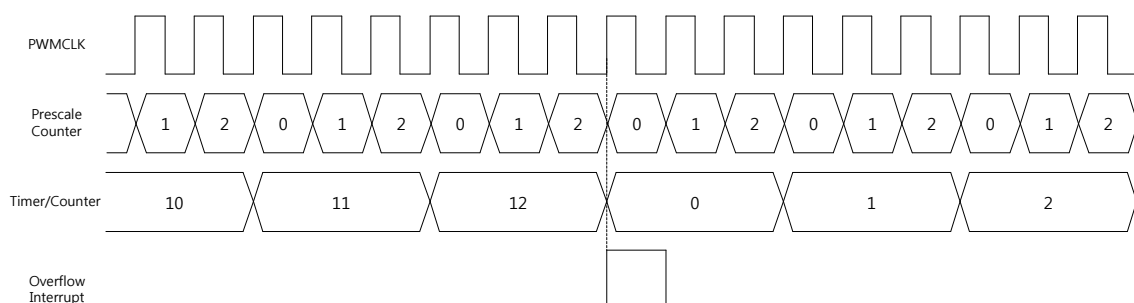 PWMCLK
Prescale
Counter
1 2 0 1 2 0 1 2 0 1 2 0 1 2 0 1 2
Timer/Counter
10 11 12 0 1 2
Overflow
Interrupt